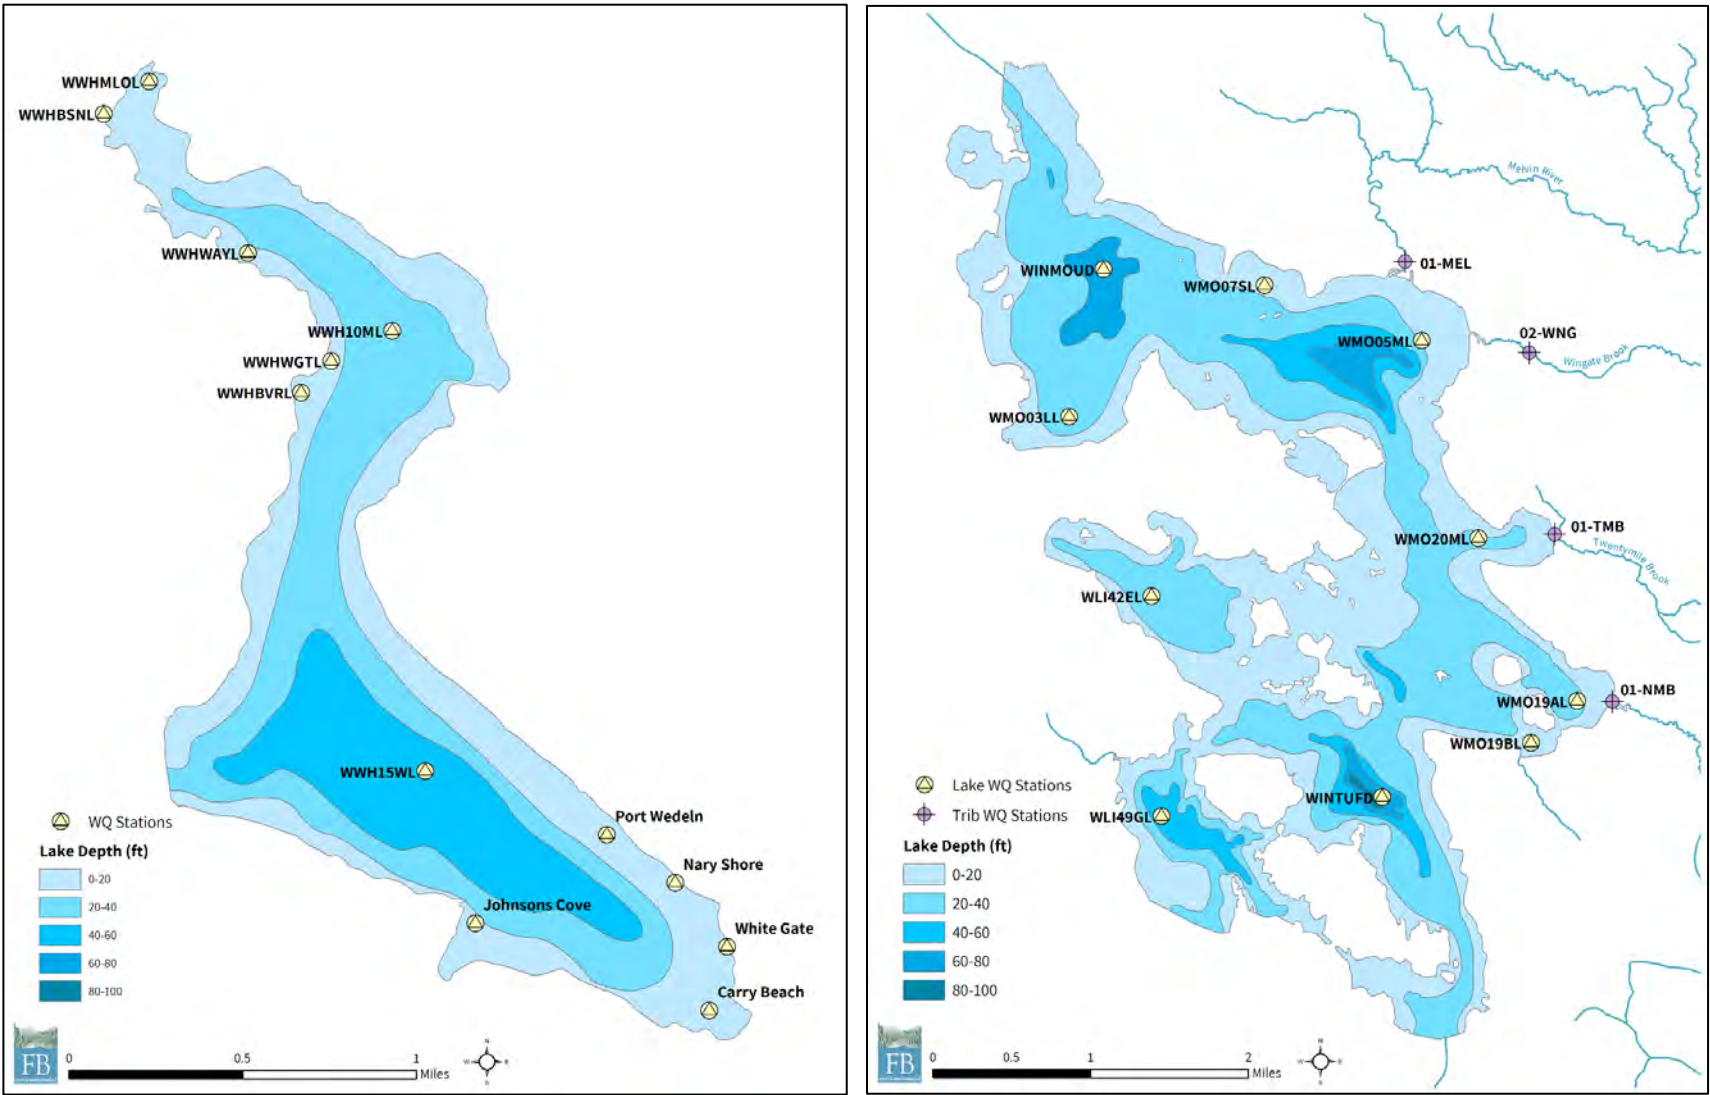 WWHMLOL
WWHBSNL
WWHWAYL
WWH10ML
WWHWGTL
WWHBVRL
WWH15WL
Port Wedeln
Nary Shore
Johnsons Cove
White Gate
Carry Beach
WQ Stations
Lake Depth (ft)
0-20
20-40
40-60
60-80
80-100
FB
0 0.5 1
Miles
N
W E
S
Melvin River
01-MEL
WINMOUD
WMO07SL
02-WNG
WMO05ML
Wingate Brook
WMO03LL
01-TMB
WMO20ML
Twentymile Brook
WLI42EL
01-NMB
WMO19AL
WMO19BL
Lake WQ Stations
WINTUFD
Trib WQ Stations
WLI49GL
Lake Depth (ft)
0-20
20-40
40-60
60-80
80-100
FB
0 0.5 1 2
Miles
N
W E
S